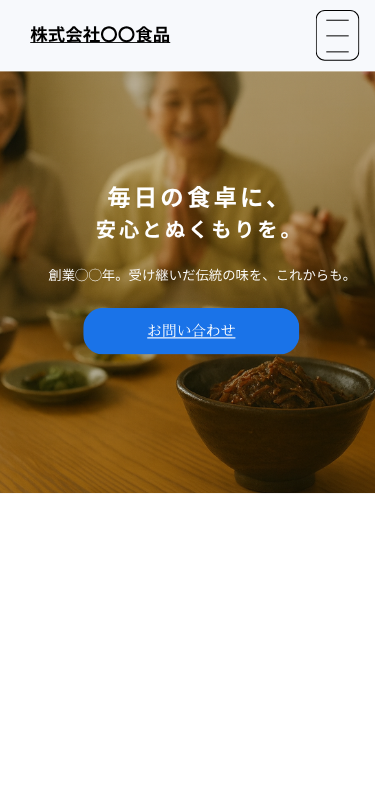 株式会社〇〇食品
毎日の食卓に、
安心とぬくもりを。
創業〇〇年。受け継いだ伝統の味を、これからも。
お問い合わせ